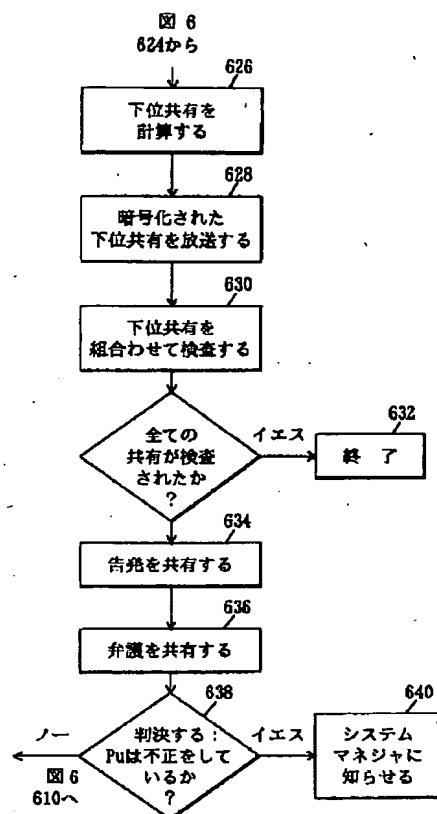 図 6
624から
626
下位共有を
計算する
628
暗号化された
下位共有を放送する
630
下位共有を
組合わせて検査する
全ての
共有が検査
されたか
?
イエス
632
終 了
634
告発を共有する
636
弁護を共有する
638
判決する:
Puは不正をして
いるか
?
ノー
図 6
610へ
イエス
640
システム
マネジャに
知らせる